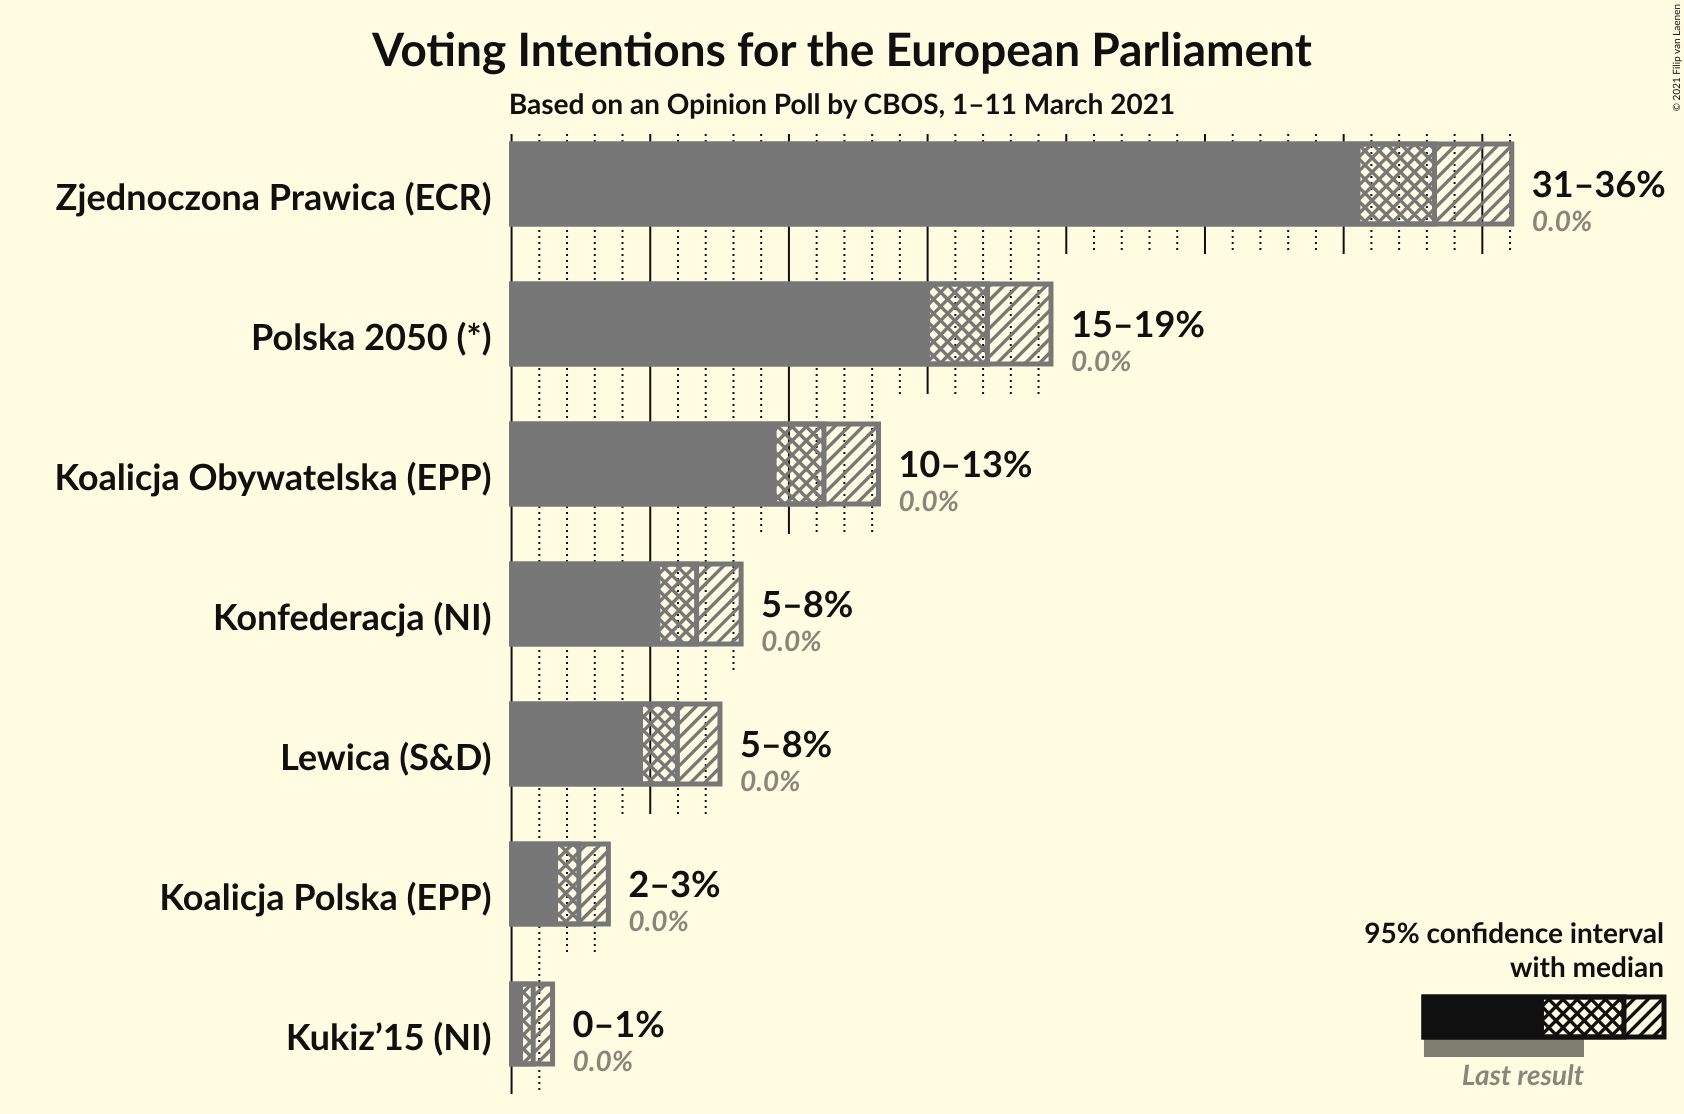 Voting Intentions for the European Parliament
Based on an Opinion Poll by CBOS, 1–11 March 2021
© 2021 Filip van Laenen
Zjednoczona Prawica (ECR)
31–36%
0.0%
Polska 2050 (*)
15–19%
0.0%
Koalicja Obywatelska (EPP)
10–13%
0.0%
Konfederacja (NI)
5–8%
0.0%
Lewica (S&D)
5–8%
0.0%
Koalicja Polska (EPP)
2–3%
0.0%
Kukiz’15 (NI)
0–1%
0.0%
95% confidence interval
with median
Last result